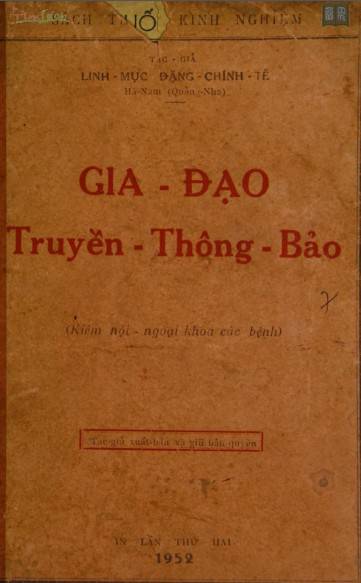 SÁCH THUỐC KINH NGHIỆM
TÁC-GIẢ
LINH-MỤC ĐẶNG-CHÍNH-TẾ
Hà-Nam (Quần-Nha)
GIA - ĐẠO
Truyền - Thông - Bảo
(Kiêm nội - ngoại khoa các bệnh)
Tác-giả xuất-bản và giữ bản quyền
IN LẦN THỨ HAI
1952